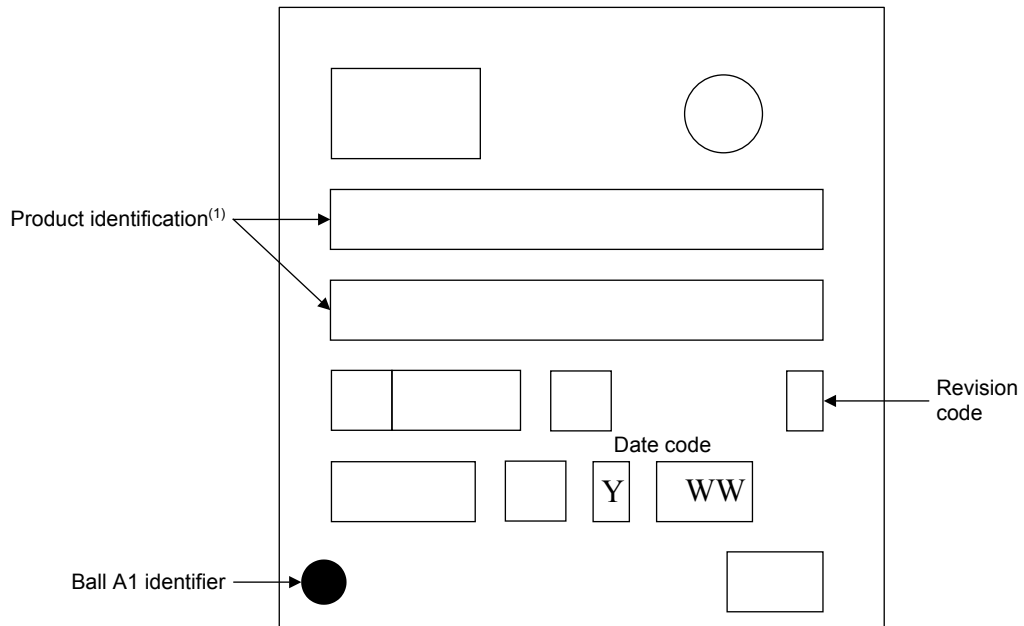 Product identification(1)
Revision
code
Date code
Y WW
Ball A1 identifier